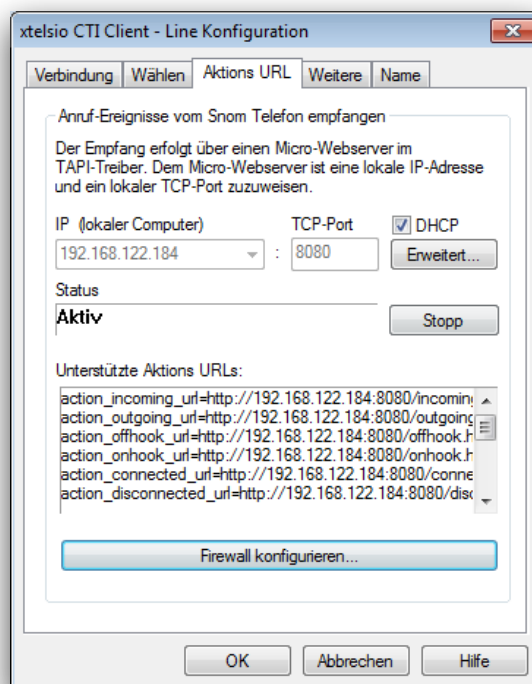 xtelsio CTI Client - Line Konfiguration
Verbindung Wählen Aktions URL Weitere Name
Anruf-Ereignisse vom Snom Telefon empfangen
Der Empfang erfolgt über einen Micro-Webserver im
TAPI-Treiber. Dem Micro-Webserver ist eine lokale IP-Adresse
und ein lokaler TCP-Port zuzuweisen.
IP (lokaler Computer) TCP-Port DHCP
192.168.122.184 : 8080 Erweitert...
Status
Aktiv Stopp
Unterstützte Aktions URLs:
action_incoming_url=http://192.168.122.184:8080/incoming
action_outgoing_url=http://192.168.122.184:8080/outgoing
action_offhook_url=http://192.168.122.184:8080/offhook.h
action_onhook_url=http://192.168.122.184:8080/onhook.h
action_connected_url=http://192.168.122.184:8080/conne
action_disconnected_url=http://192.168.122.184:8080/disc
Firewall konfigurieren...
OK Abbrechen Hilfe